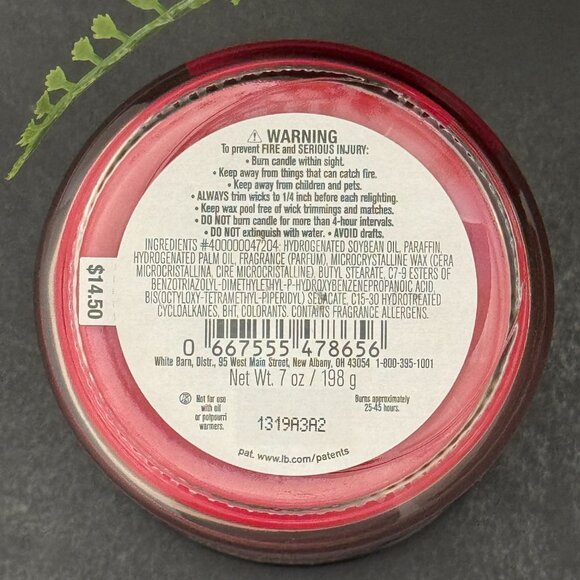 ⚠ WARNING
To prevent FIRE and SERIOUS INJURY:
• Burn candle within sight.
• Keep away from things that can catch fire.
• Keep away from children and pets.
• ALWAYS trim wicks to 1/4 inch before each relighting.
• Keep wax pool free of wick trimmings and matches.
• DO NOT burn candle for more than 4-hour intervals.
• DO NOT extinguish with water. • AVOID drafts.
INGREDIENTS #400000047204: HYDROGENATED SOYBEAN OIL, PARAFFIN,
HYDROGENATED PALM OIL, FRAGRANCE (PARFUM), MICROCRYSTALLINE WAX (CERA
MICROCRISTALLINA, CIRE MICROCRISTALLINE), BUTYL STEARATE, C7-9 ESTERS OF
BENZOTRIAZOLYL-DIMETHYLETHYL-P-HYDROXYBENZENEPROPANOIC ACID,
BIS(OCTYLOXY-TETRAMETHYL-PIPERIDYL) SEBACATE, C15-30 HYDROTREATED
CYCLOALKANES, BHT, COLORANTS. CONTAINS FRAGRANCE ALLERGENS.
$14.50
0 667555 478656
White Barn, Distr., 95 West Main Street, New Albany, OH 43054 1-800-395-1001
Net Wt. 7 oz / 198 g
Not for use
with oil
or potpourri
warmers.
Burns approximately
25-45 hours.
1319A3A2
pat. www.lb.com/patents